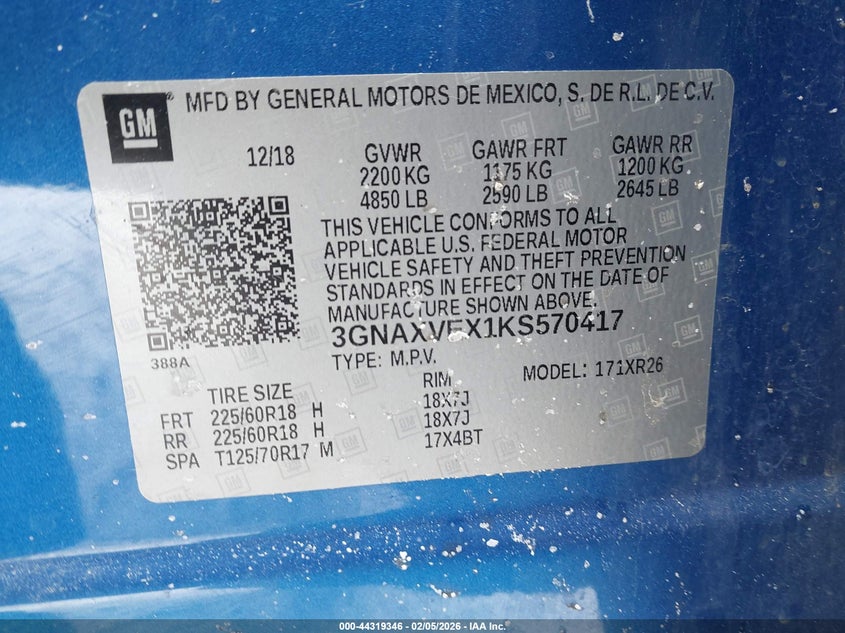 GM ® MFD BY GENERAL MOTORS DE MEXICO, S. DE R.L. DE C.V.
12/18 GVWR GAWR FRT GAWR RR
2200 KG 1175 KG 1200 KG
4850 LB 2590 LB 2645 LB
THIS VEHICLE CONFORMS TO ALL
APPLICABLE U.S. FEDERAL MOTOR
VEHICLE SAFETY AND THEFT PREVENTION
STANDARDS IN EFFECT ON THE DATE OF
MANUFACTURE SHOWN ABOVE.
3GNAXVEX1KS570417
388A
TYPE: M.P.V. MODEL: 171XR26
TIRE SIZE RIM
FRT 225/60R18 H 18X7J
RR 225/60R18 H 18X7J
SPA T125/70R17 M 17X4BT
000-44319346 | 02/05/2026 | IAA Inc.